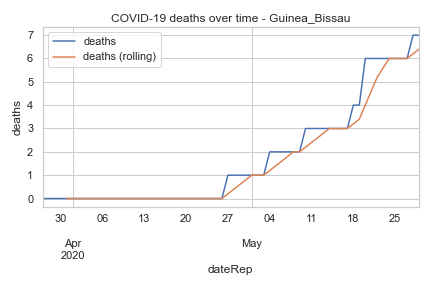 COVID-19 deaths over time - Guinea_Bissau
deaths
deaths (rolling)
7
6
5
4
3
2
1
0
deaths
30 06 13 20 27 04 11 18 25
Apr May
2020
dateRep